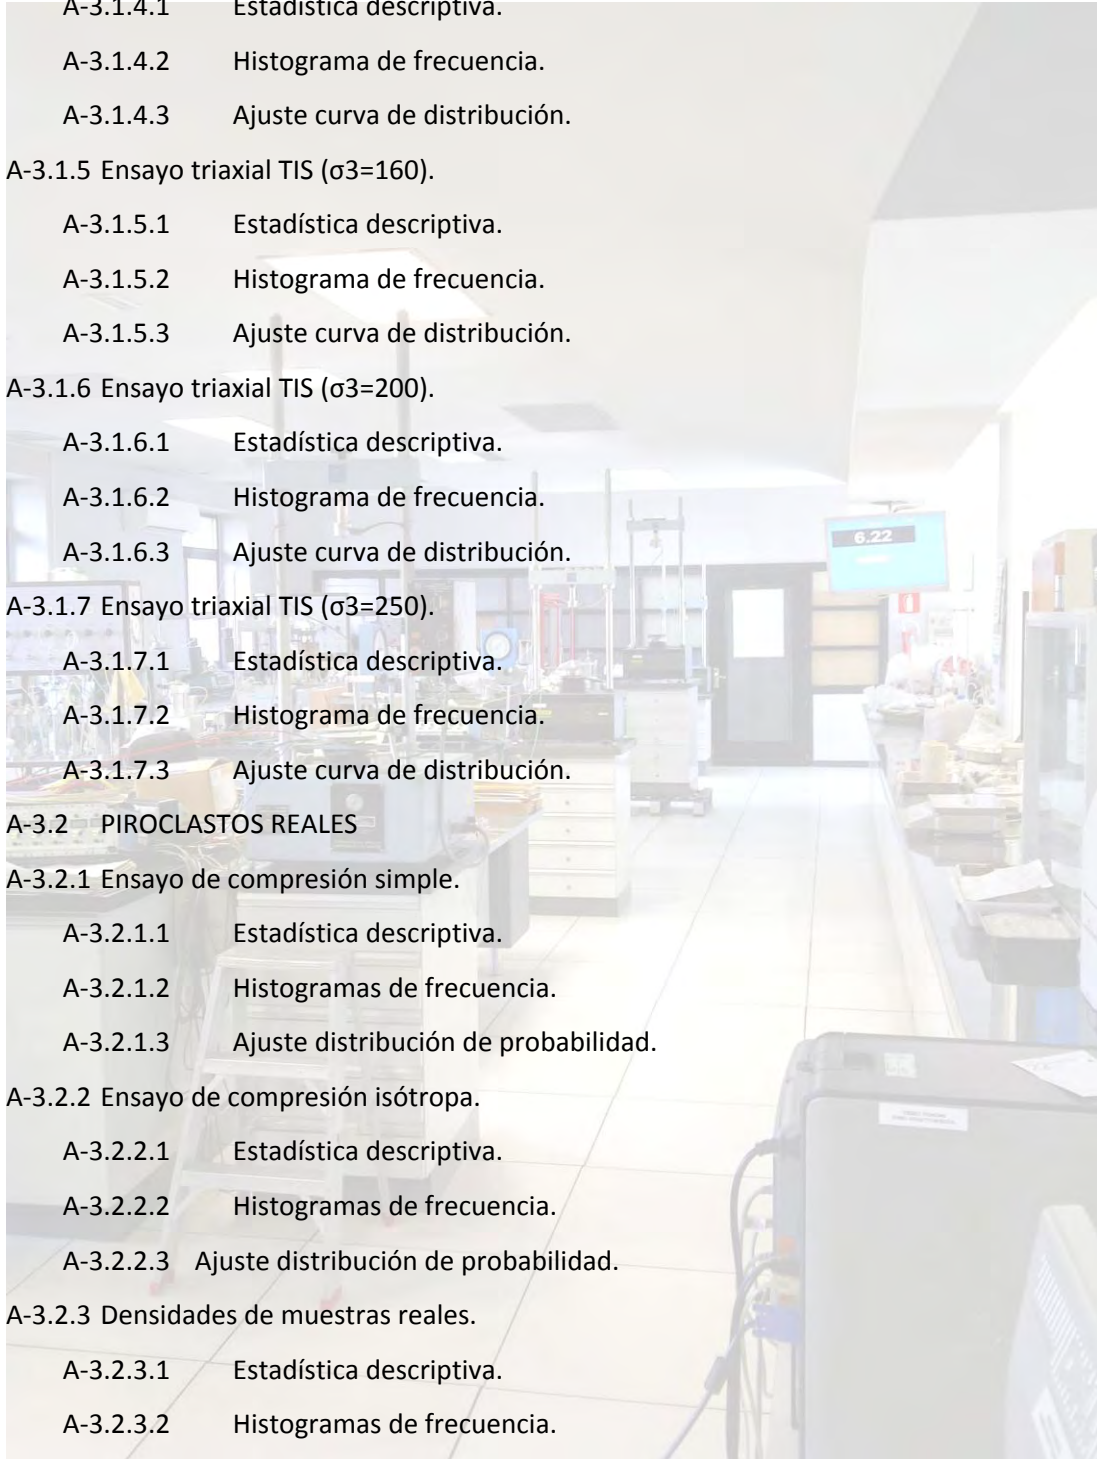 A-3.1.4.1 Estadística descriptiva.
A-3.1.4.2 Histograma de frecuencia.
A-3.1.4.3 Ajuste curva de distribución.
A-3.1.5 Ensayo triaxial TIS (σ3=160).
A-3.1.5.1 Estadística descriptiva.
A-3.1.5.2 Histograma de frecuencia.
A-3.1.5.3 Ajuste curva de distribución.
A-3.1.6 Ensayo triaxial TIS (σ3=200).
A-3.1.6.1 Estadística descriptiva.
A-3.1.6.2 Histograma de frecuencia.
6.22
A-3.1.6.3 Ajuste curva de distribución.
A-3.1.7 Ensayo triaxial TIS (σ3=250).
A-3.1.7.1 Estadística descriptiva.
A-3.1.7.2 Histograma de frecuencia.
A-3.1.7.3 Ajuste curva de distribución.
A-3.2 PIROCLASTOS REALES
A-3.2.1 Ensayo de compresión simple.
A-3.2.1.1 Estadística descriptiva.
A-3.2.1.2 Histogramas de frecuencia.
A-3.2.1.3 Ajuste distribución de probabilidad.
A-3.2.2 Ensayo de compresión isótropa.
A-3.2.2.1 Estadística descriptiva.
A-3.2.2.2 Histogramas de frecuencia.
A-3.2.2.3 Ajuste distribución de probabilidad.
A-3.2.3 Densidades de muestras reales.
A-3.2.3.1 Estadística descriptiva.
A-3.2.3.2 Histogramas de frecuencia.